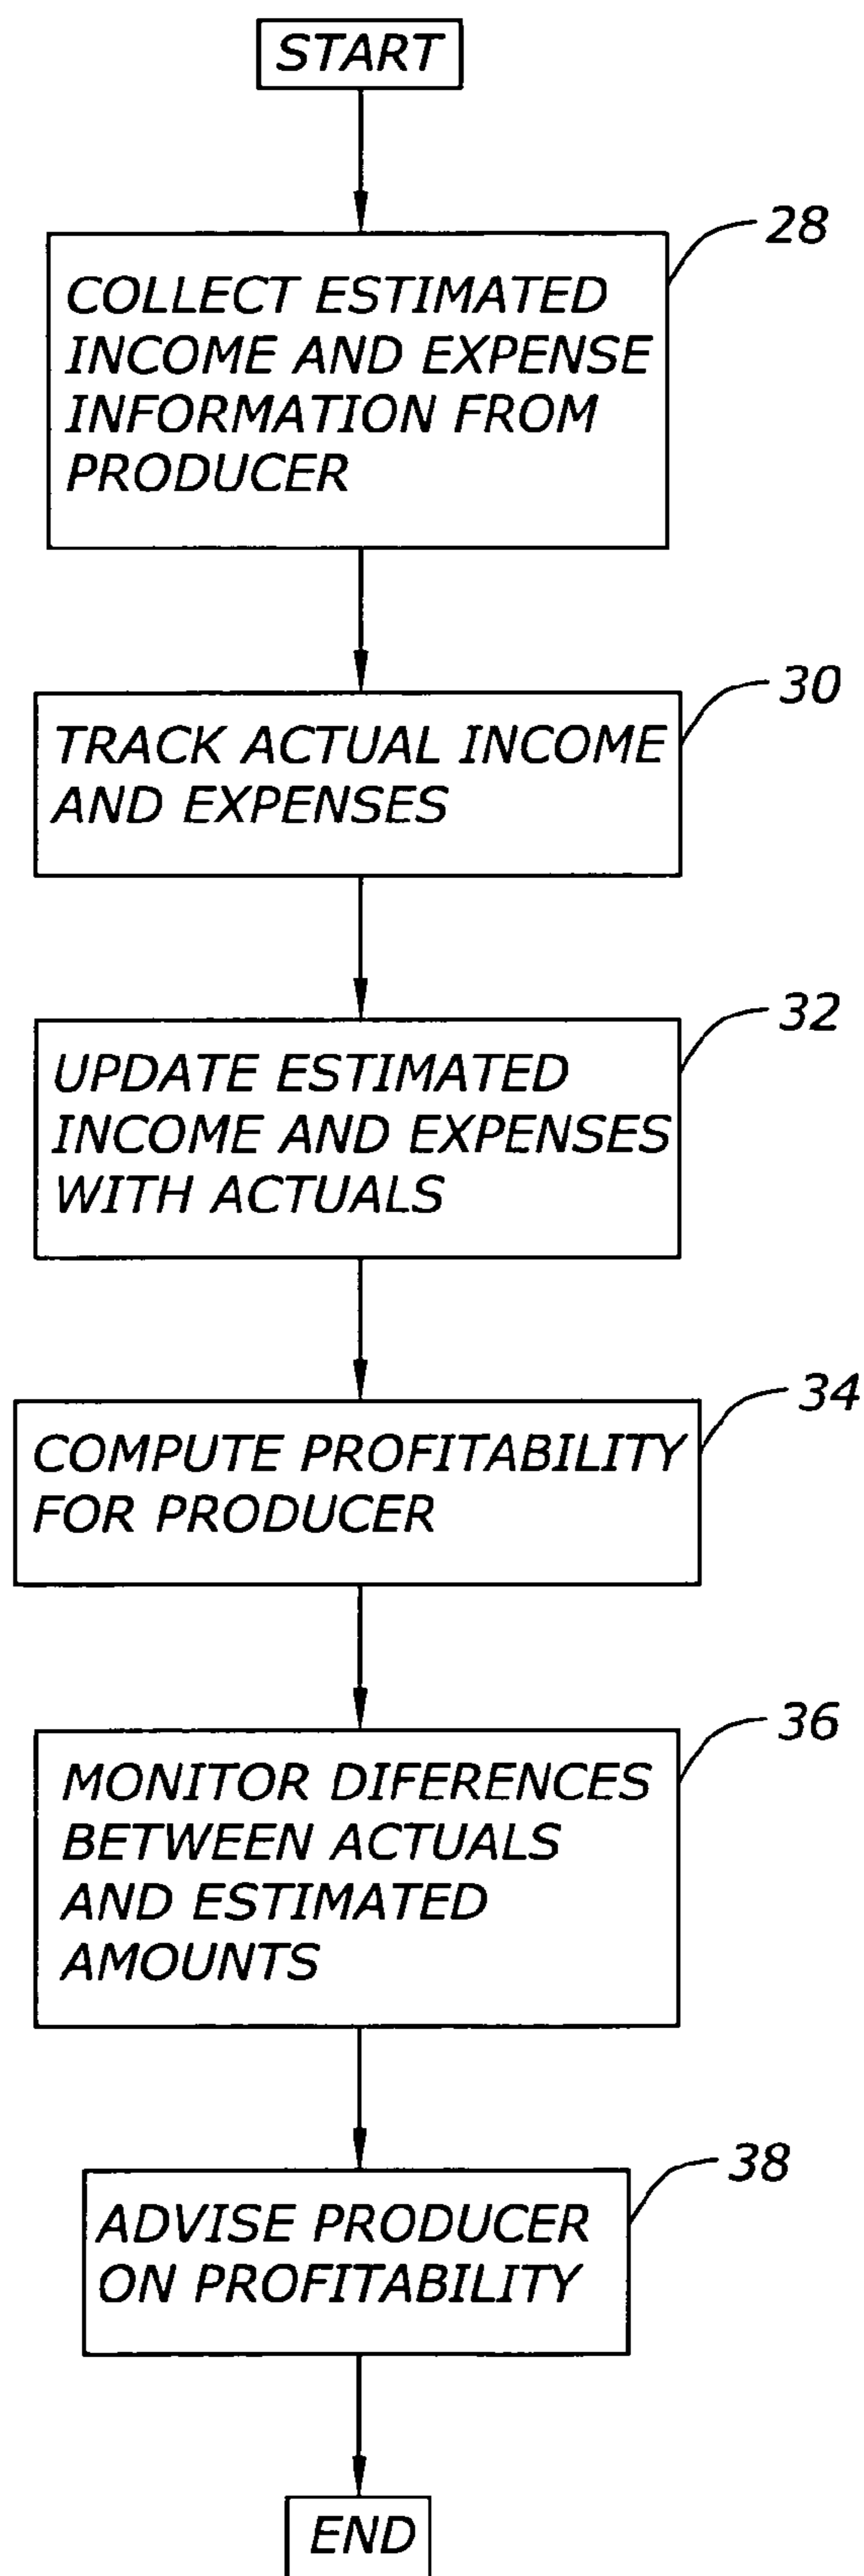 START
28
COLLECT ESTIMATED
INCOME AND EXPENSE
INFORMATION FROM
PRODUCER
30
TRACK ACTUAL INCOME
AND EXPENSES
32
UPDATE ESTIMATED
INCOME AND EXPENSES
WITH ACTUALS
34
COMPUTE PROFITABILITY
FOR PRODUCER
36
MONITOR DIFERENCES
BETWEEN ACTUALS
AND ESTIMATED
AMOUNTS
38
ADVISE PRODUCER
ON PROFITABILITY
END